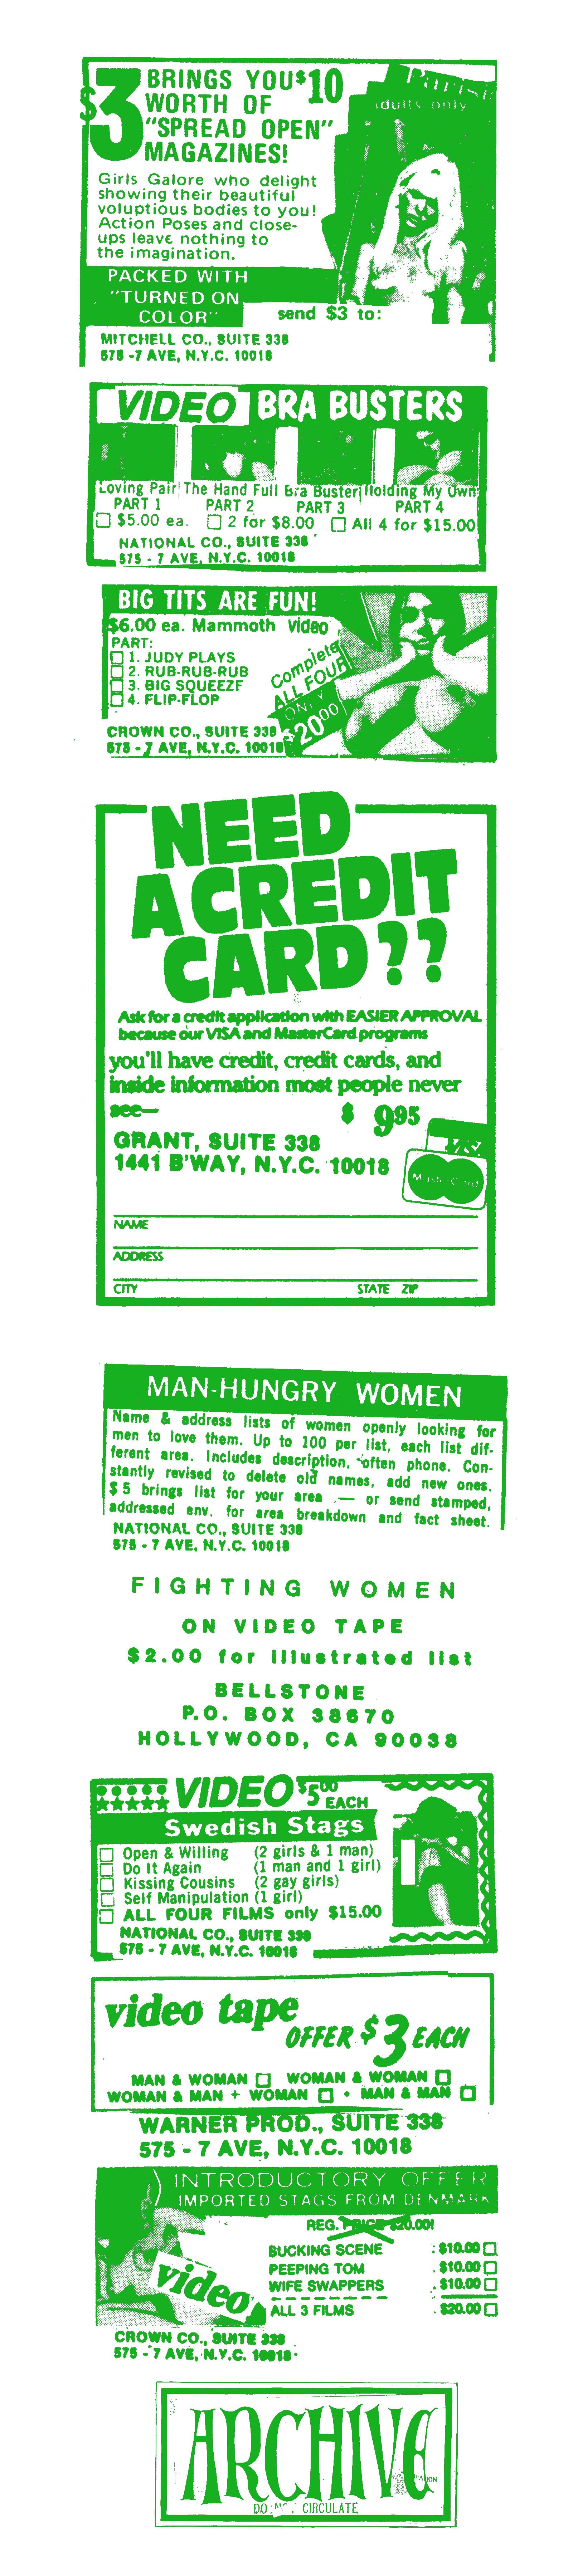 $3 BRINGS YOU $10
WORTH OF
"SPREAD OPEN"
MAGAZINES!
adults only
Girls Galore who delight
showing their beautiful
voluptious bodies to you!
Action Poses and close-
ups leave nothing to
the imagination.
PACKED WITH
"TURNED ON
COLOR"
send $3 to:
MITCHELL CO., SUITE 338
575 -7 AVE, N.Y.C. 10018
VIDEO BRA BUSTERS
Loving Pair The Hand Full Bra Buster Holding My Own
PART 1 PART 2 PART 3 PART 4
$5.00 ea. 2 for $8.00 All 4 for $15.00
NATIONAL CO., SUITE 338
575 - 7 AVE, N.Y.C. 10018
BIG TITS ARE FUN!
$6.00 ea. Mammoth Video
PART:
1. JUDY PLAYS
2. RUB-RUB-RUB
3. BIG SQUEEZE
4. FLIP-FLOP
Complete
ALL FOUR
ONLY
$20.00
CROWN CO., SUITE 338
575 - 7 AVE, N.Y.C. 10018
NEED
A CREDIT
CARD??
Ask for a credit application with EASIER APPROVAL
because our VISA and MasterCard programs
you'll have credit, credit cards, and
inside information most people never
see— $ 9.95
GRANT, SUITE 338
1441 B'WAY, N.Y.C. 10018
VISA
MasterCard
NAME
ADDRESS
CITY STATE ZIP
MAN-HUNGRY WOMEN
Name & address lists of women openly looking for
men to love them. Up to 100 per list, each list dif-
ferent area. Includes description, often phone. Con-
stantly revised to delete old names, add new ones.
$5 brings list for your area — or send stamped,
addressed env. for area breakdown and fact sheet.
NATIONAL CO., SUITE 338
575 - 7 AVE. N.Y.C. 10018
FIGHTING WOMEN
ON VIDEO TAPE
$2.00 for illustrated list
BELLSTONE
P.O. BOX 38670
HOLLYWOOD, CA 90038
VIDEO $5.00 EACH
Swedish Stags
Open & Willing (2 girls & 1 man)
Do It Again (1 man and 1 girl)
Kissing Cousins (2 gay girls)
Self Manipulation (1 girl)
ALL FOUR FILMS only $15.00
NATIONAL CO., SUITE 338
575 - 7 AVE, N.Y.C. 10018
video tape
OFFER $3 EACH
MAN & WOMAN WOMAN & WOMAN
WOMAN & MAN + WOMAN • MAN & MAN
WARNER PROD., SUITE 338
575 - 7 AVE, N.Y.C. 10018
INTRODUCTORY OFFER
IMPORTED STAGS FROM DENMARK
REG. PRICE $20.00!
BUCKING SCENE : $10.00
PEEPING TOM . $10.00
WIFE SWAPPERS . $10.00
ALL 3 FILMS . $20.00
video
CROWN CO., SUITE 338
575 - 7 AVE, N.Y.C. 10018
ARCHIVE
DO CIRCULATE